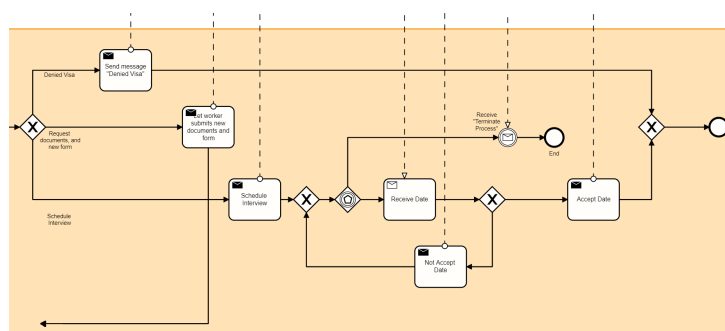 Send message
"Denied Visa"
Denied Visa
Let worker
submits new
documents and
form
Request
documents, and
new form
Receive
"Terminate
Process"
End
Schedule
Interview
Receive Date
Accept Date
Schedule
Interview
Not Accept
Date